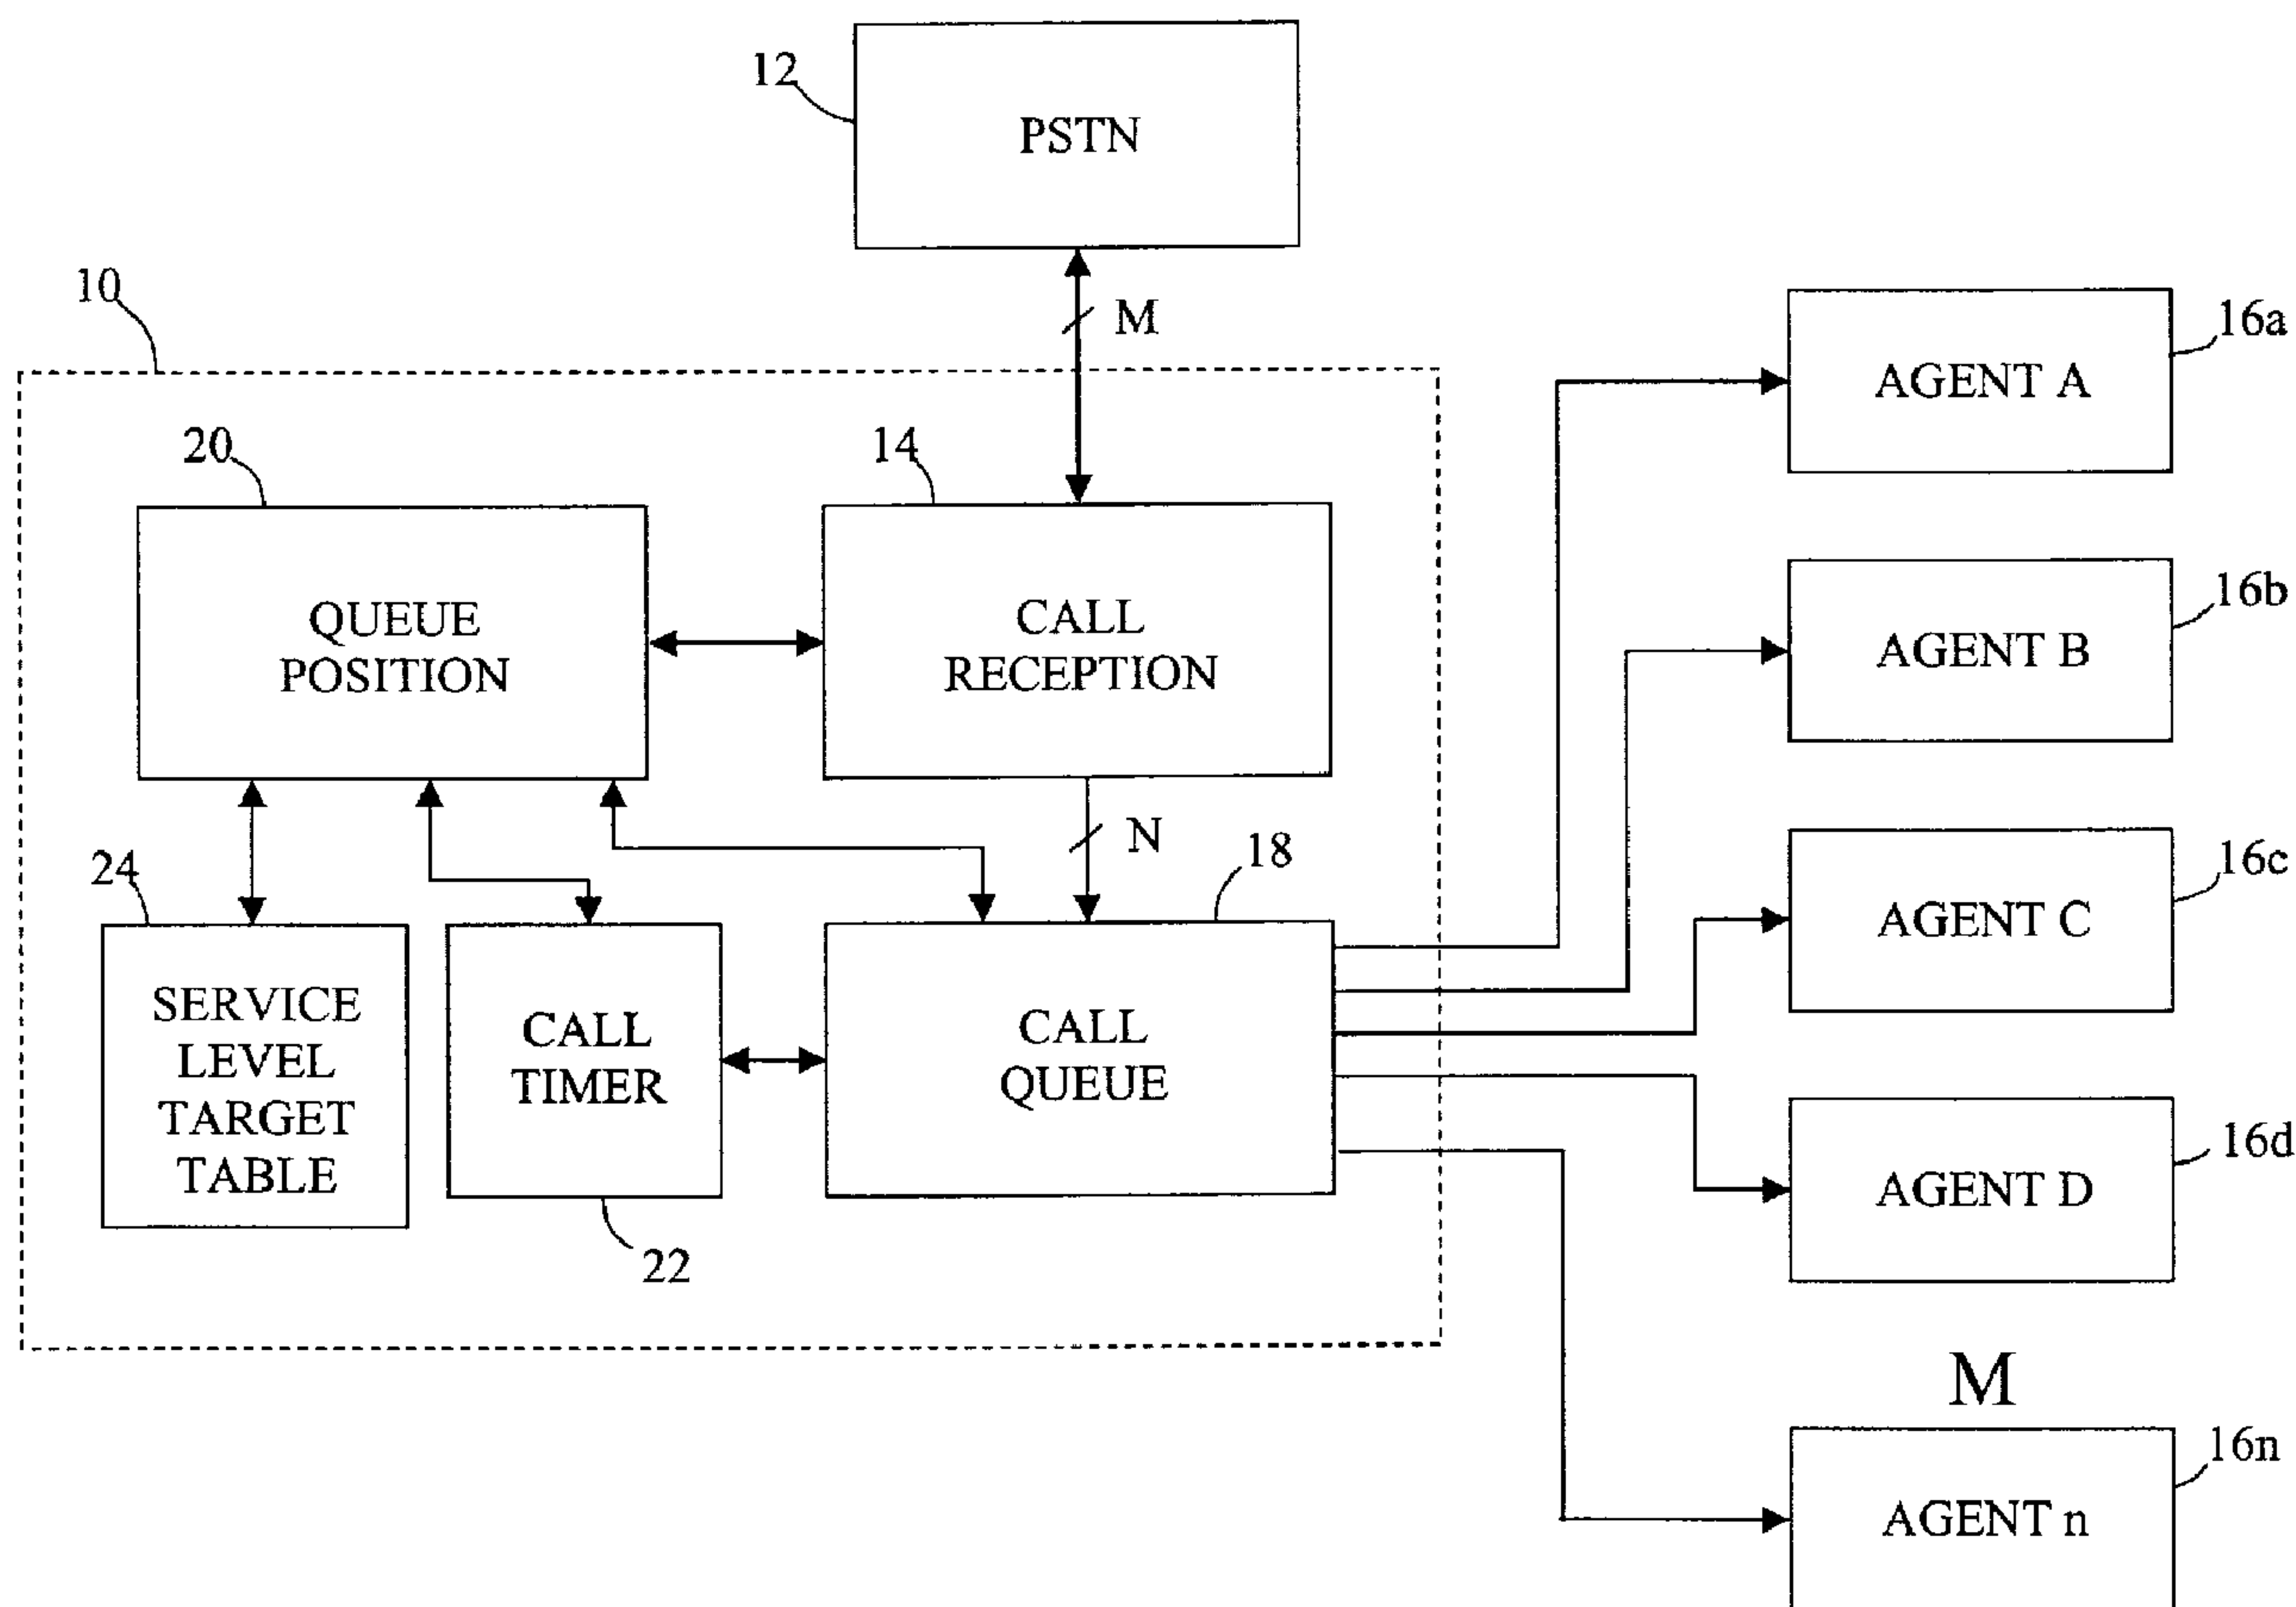 12
PSTN
10
M
16a
AGENT A
20
14
16b
AGENT B
QUEUE
POSITION
CALL
RECEPTION
N
24
18
16c
AGENT C
SERVICE
LEVEL
TARGET
TABLE
CALL
TIMER
CALL
QUEUE
16d
AGENT D
22
M
16n
AGENT n